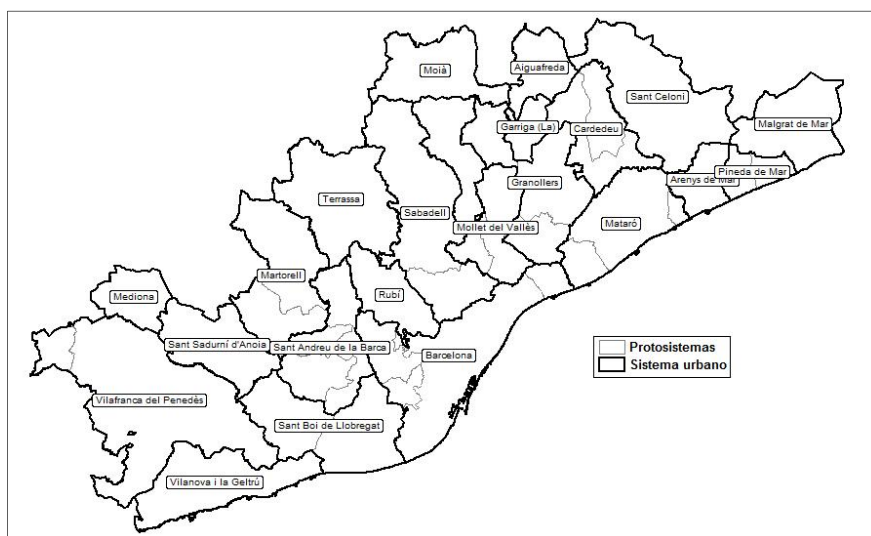 Moià
Aiguafreda
Sant Celoni
Malgrat de Mar
Garriga (La)
Cardedeu
Pineda de Mar
Arenys de Mar
Granollers
Terrassa
Sabadell
Mataró
Mollet del Vallès
Martorell
Rubí
Mediona
Sant Sadurní d'Anoia
Sant Andreu de la Barca
Barcelona
Protosistemas
Sistema urbano
Vilafranca del Penedès
Sant Boi de Llobregat
Vilanova i la Geltrú